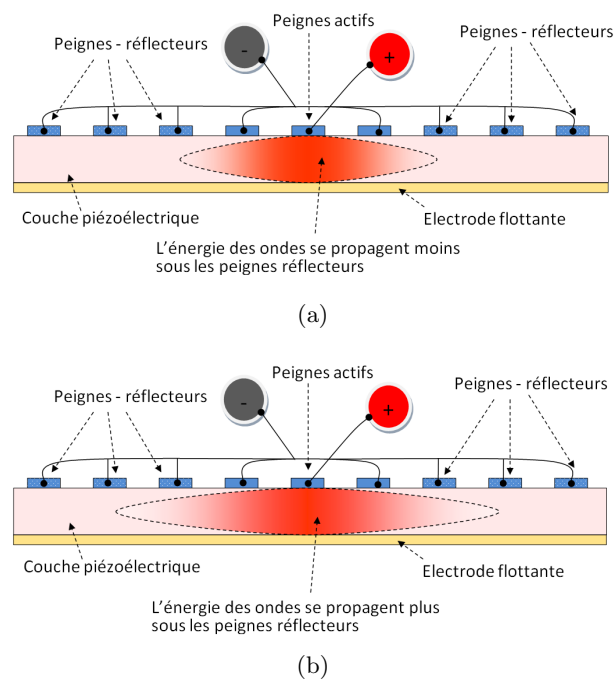 Peignes actifs
Peignes - réflecteurs
Peignes - réflecteurs
-
+
Couche piézoélectrique
Electrode flottante
L'énergie des ondes se propagent moins
sous les peignes réflecteurs
(a)
Peignes actifs
Peignes - réflecteurs
Peignes - réflecteurs
-
+
Couche piézoélectrique
Electrode flottante
L'énergie des ondes se propagent plus
sous les peignes réflecteurs
(b)